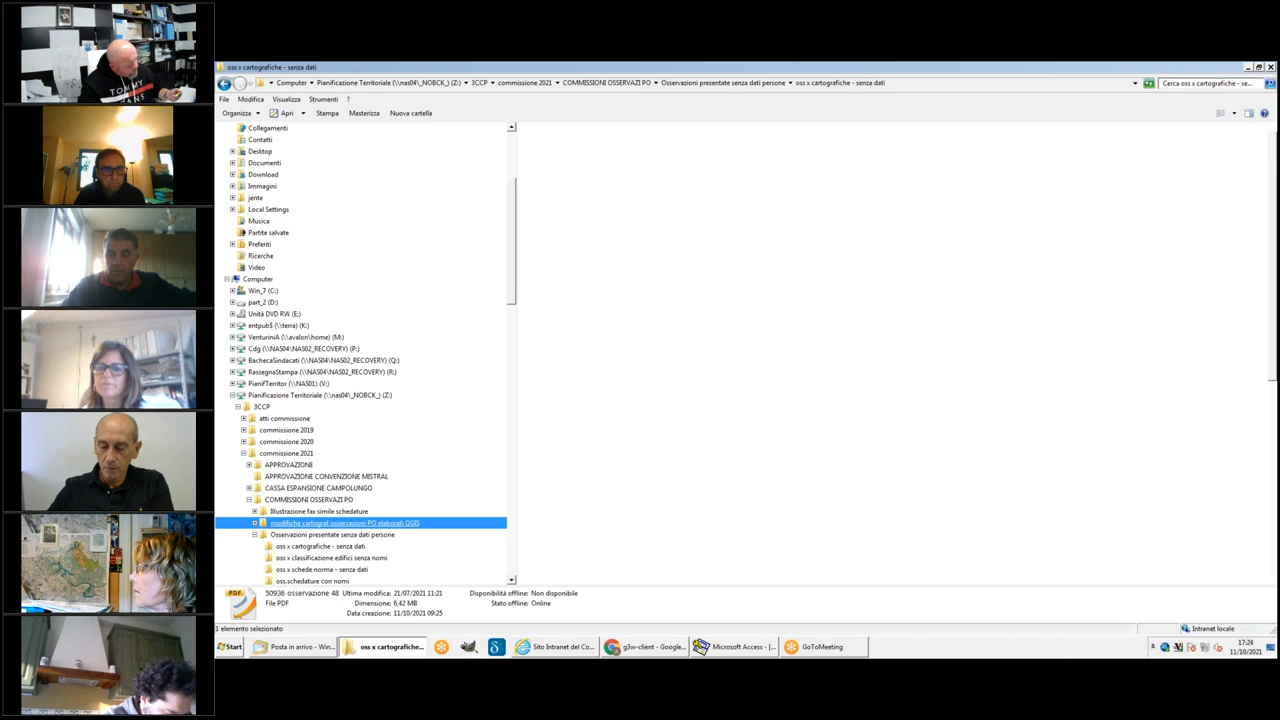 TOMMY
JEANS
oss x cartografiche - senza dati
Computer
Pianificazione Territoriale (\\nas04\_NOBCK_) (Z:)
3CCP
commissione 2021
COMMISSIONI OSSERVAZI PO
Osservazioni presentate senza dati persone
oss x cartografiche - senza dati
Cerca oss x cartografiche - se...
File Modifica Visualizza Strumenti ?
Organizza Apri Stampa Masterizza Nuova cartella
Collegamenti
Contatti
Desktop
Documenti
Download
Immagini
jente
Local Settings
Musica
Partite salvate
Preferiti
Ricerche
Video
Computer
Win_7 (C:)
part_2 (D:)
Unità DVD RW (E:)
entpub$ (\\terra) (K:)
VenturiniA (\\avalon\home) (M:)
Cdg (\\NAS04\NAS02_RECOVERY) (P:)
BachecaSindacati (\\NAS04\NAS02_RECOVERY) (Q:)
RassegnaStampa (\\NAS04\NAS02_RECOVERY) (R:)
PianifTerritor (\\NAS01) (V:)
Pianificazione Territoriale (\\nas04\_NOBCK_) (Z:)
3CCP
atti commissione
commissione 2019
commissione 2020
commissione 2021
APPROVAZIONE
APPROVAZIONE CONVENZIONE MISTRAL
CASSA ESPANSIONE CAMPOLUNGO
COMMISSIONI OSSERVAZI PO
Illustrazione fax simile schedature
modifiche cartograf osservazioni PO elaborati QGIS
Osservazioni presentate senza dati persone
oss x cartografiche - senza dati
oss x classificazione edifici senza nomi
oss x schede norma - senza dati
oss.schedature con nomi
PDF
50936 osservazione 48 Ultima modifica: 21/07/2021 11:21 Disponibilità offline: Non disponibile
File PDF Dimensione: 6,42 MB Stato offline: Online
Data creazione: 11/10/2021 09:25
1 elemento selezionato
Intranet locale
Start
Posta in arrivo - Win...
oss x cartografiche...
Sito Intranet del Co...
g3w-client - Google...
Microsoft Access - [...
GoToMeeting
17:24
11/10/2021